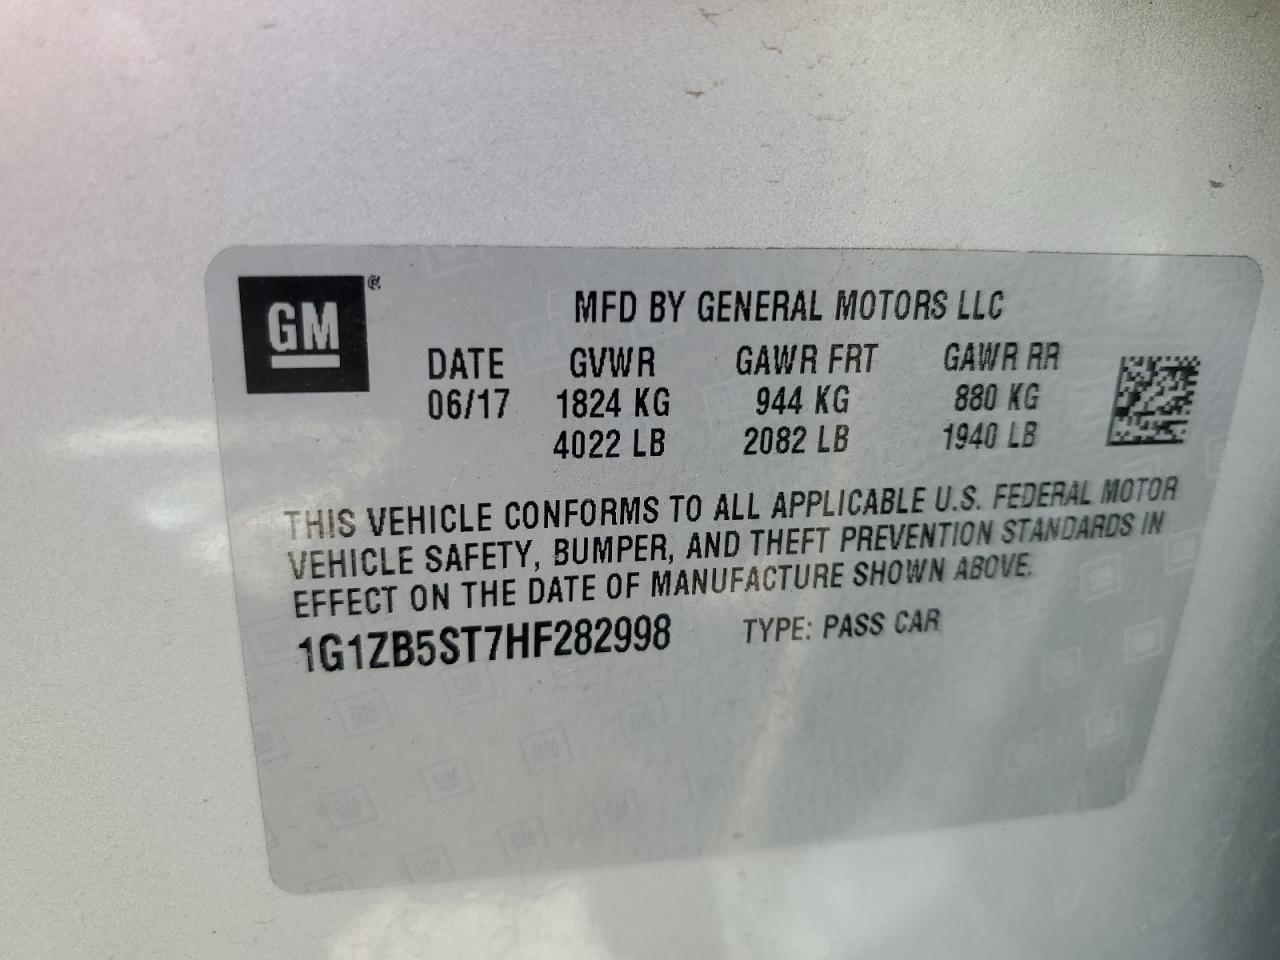 GM®
MFD BY GENERAL MOTORS LLC
DATE GVWR GAWR FRT GAWR RR
06/17 1824 KG 944 KG 880 KG
4022 LB 2082 LB 1940 LB
THIS VEHICLE CONFORMS TO ALL APPLICABLE U.S. FEDERAL MOTOR
VEHICLE SAFETY, BUMPER, AND THEFT PREVENTION STANDARDS IN
EFFECT ON THE DATE OF MANUFACTURE SHOWN ABOVE.
1G1ZB5ST7HF282998 TYPE: PASS CAR